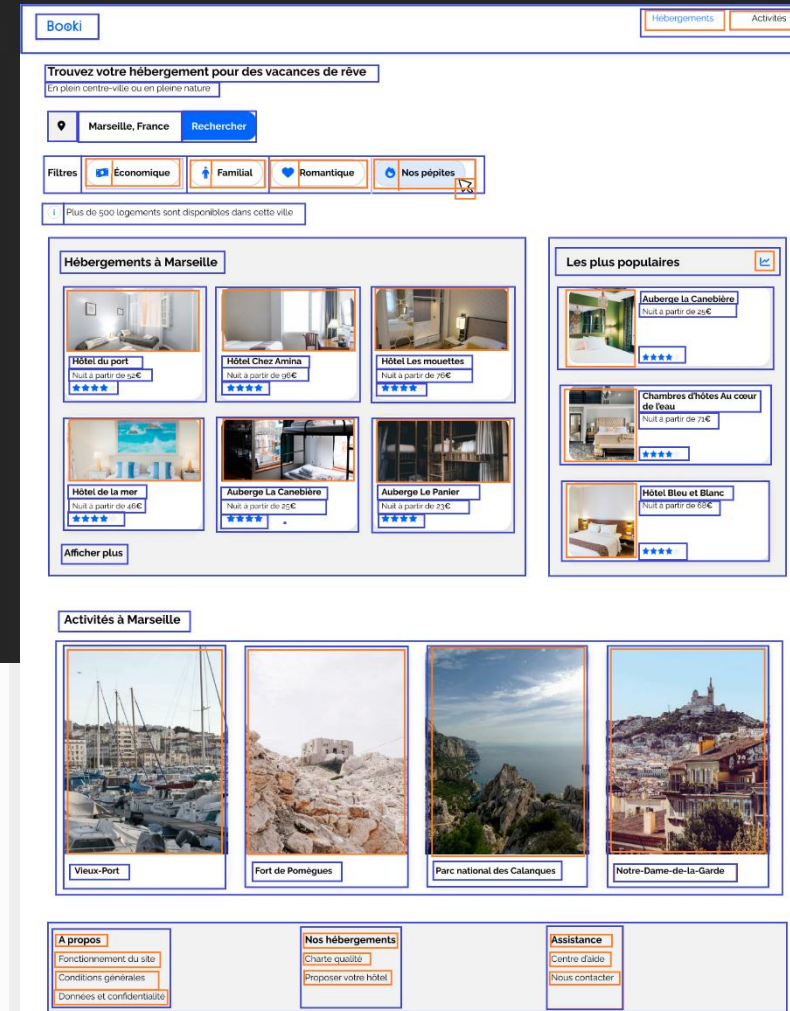 Booki
Hébergements
Activités
Trouvez votre hébergement pour des vacances de rêve
En plein centre-ville ou en pleine nature
Marseille, France
Rechercher
Filtres
Économique
Familial
Romantique
Nos pépites
Plus de 500 logements sont disponibles dans cette ville
Hébergements à Marseille
Hôtel du port
Nuit à partir de 52€
Hôtel Chez Amina
Nuit à partir de 96€
Hôtel Les mouettes
Nuit à partir de 76€
Hôtel de la mer
Nuit à partir de 46€
Auberge La Canebière
Nuit à partir de 25€
Auberge Le Panier
Nuit à partir de 23€
Afficher plus
Les plus populaires
Auberge la Canebière
Nuit à partir de 25€
Chambres d'hôtes Au cœur
de l'eau
Nuit à partir de 71€
Hôtel Bleu et Blanc
Nuit à partir de 68€
Activités à Marseille
Vieux-Port
Fort de Pomègues
Parc national des Calanques
Notre-Dame-de-la-Garde
A propos
Fonctionnement du site
Conditions générales
Données et confidentialité
Nos hébergements
Charte qualité
Proposer votre hôtel
Assistance
Centre d'aide
Nous contacter